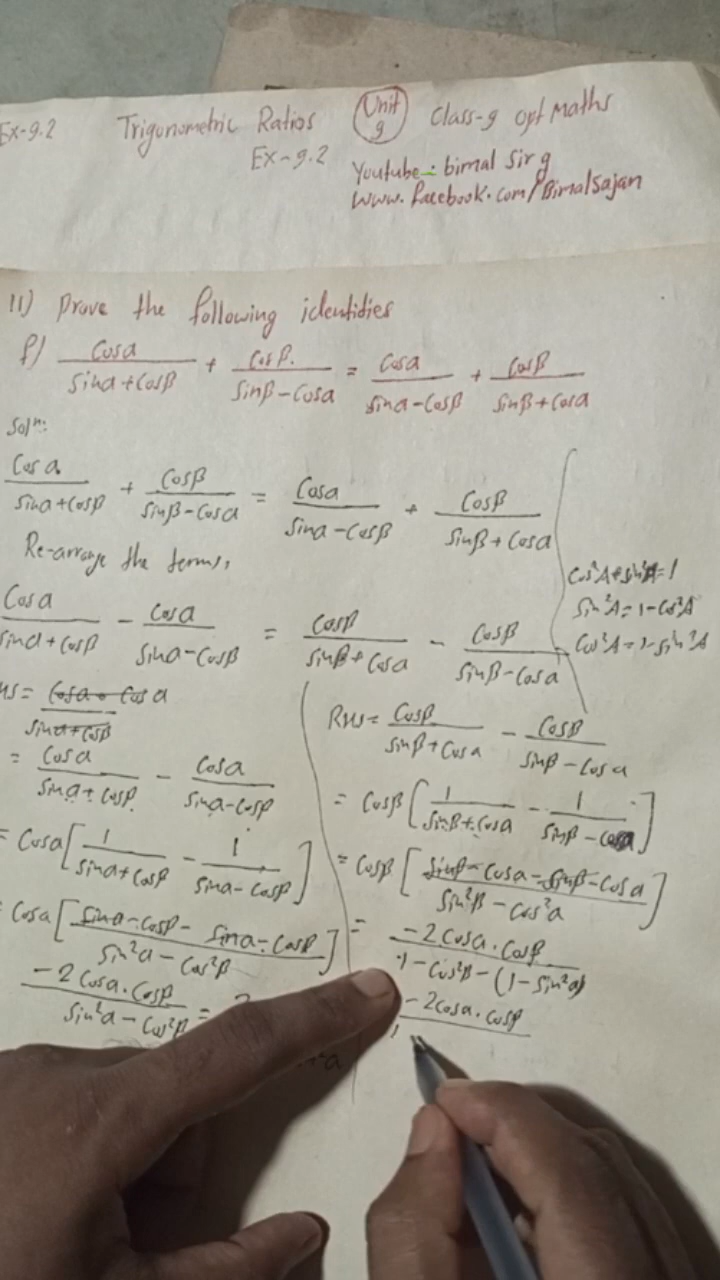 Ex-9.2 Trigonometric Ratios Unit 9 Class-9 opt Maths
Ex-9.2
Youtube: bimal Sir g
www.facebook.com/BimalSajan
11) Prove the following identities
f) Cosα/(Sinα+Cosβ) + Cosβ/(Sinβ-Cosα) = Cosα/(Sinα-Cosβ) + Cosβ/(Sinβ+Cosα)
Soln:
Cosα/(Sinα+Cosβ) + Cosβ/(Sinβ-Cosα) = Cosα/(Sinα-Cosβ) + Cosβ/(Sinβ+Cosα)
Re-arrange the terms,
Cosα/(Sinα+Cosβ) - Cosα/(Sinα-Cosβ) = Cosβ/(Sinβ+Cosα) - Cosβ/(Sinβ-Cosα)
Cos²A+Sin²A=1
Sin²A=1-Cos²A
Cos²A=1-Sin²A
= Cosα/(Sinα+Cosβ) - Cosα/(Sinα-Cosβ)
= Cosα[1/(Sinα+Cosβ) - 1/(Sinα-Cosβ)]
= Cosα[(Sinα-Cosβ-Sinα-Cosβ)/(Sin²α-Cos²β)]
-2Cosα.Cosβ/(Sin²α-Cos²β) =
RHS = Cosβ/(Sinβ+Cosα) - Cosβ/(Sinβ-Cosα)
= Cosβ[1/(Sinβ+Cosα) - 1/(Sinβ-Cosα)]
= Cosβ[(Sinβ-Cosα-Sinβ-Cosα)/(Sin²β-Cos²α)]
= -2Cosα.Cosβ/(1-Cos²β-(1-Sin²α))
-2Cosα.Cosβ/1